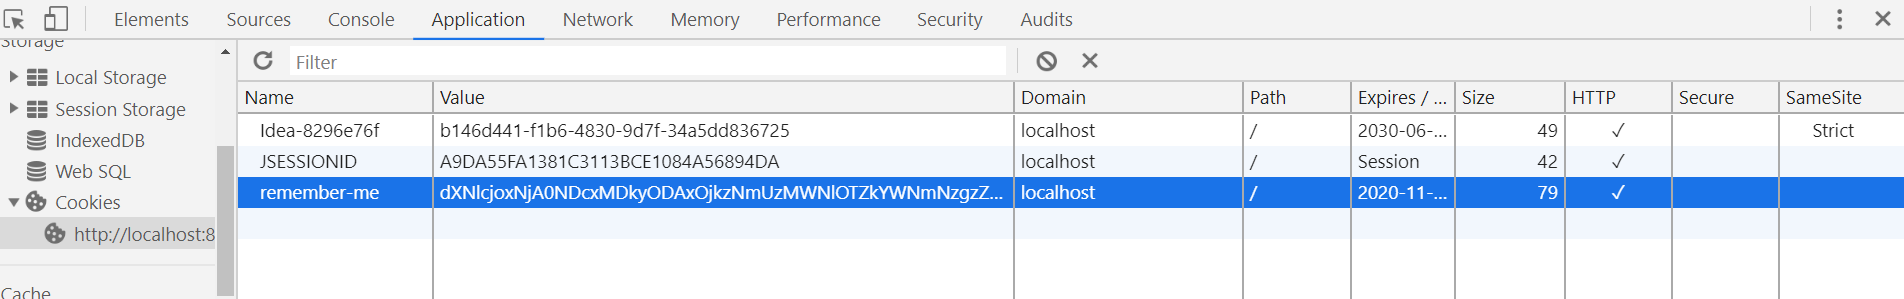 Elements Sources Console Application Network Memory Performance Security Audits
Storage
Filter
Local Storage
Session Storage
IndexedDB
Web SQL
Cookies
http://localhost:8
Cache
Name Value Domain Path Expires / ... Size HTTP Secure SameSite
Idea-8296e76f b146d441-f1b6-4830-9d7f-34a5dd836725 localhost / 2030-06-... 49 ✓ Strict
JSESSIONID A9DA55FA1381C3113BCE1084A56894DA localhost / Session 42 ✓
remember-me dXNlcjoxNjA0NDcxMDkyODAxOjkzNmUzMWNlOTZkYWNmNzgzZ... localhost / 2020-11-... 79 ✓